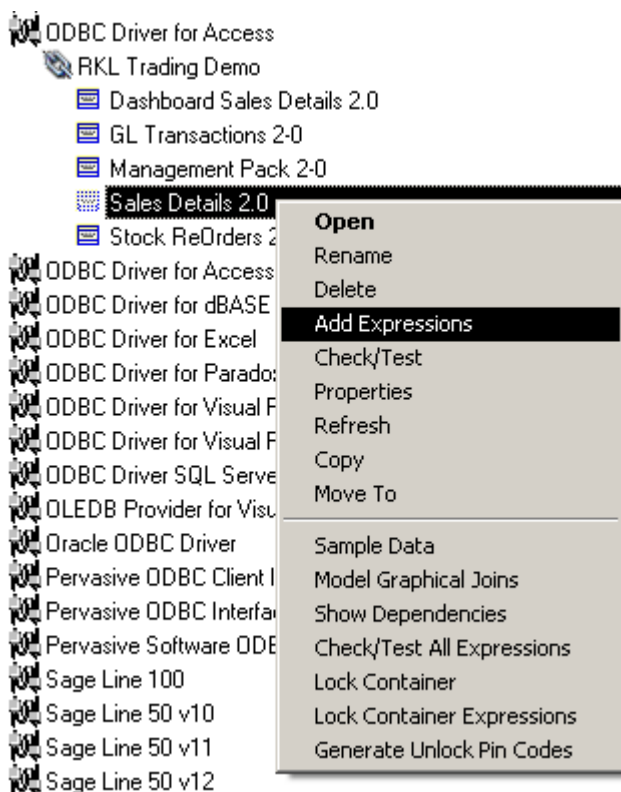 ODBC Driver for Access
RKL Trading Demo
Dashboard Sales Details 2.0
GL Transactions 2-0
Management Pack 2-0
Sales Details 2.0
Stock ReOrders 2
ODBC Driver for Access
ODBC Driver for dBASE
ODBC Driver for Excel
ODBC Driver for Parado
ODBC Driver for Visual F
ODBC Driver for Visual F
ODBC Driver SQL Serve
OLEDB Provider for Visu
Oracle ODBC Driver
Pervasive ODBC Client I
Pervasive ODBC Interfa
Pervasive Software ODB
Sage Line 100
Sage Line 50 v10
Sage Line 50 v11
Sage Line 50 v12
Open
Rename
Delete
Add Expressions
Check/Test
Properties
Refresh
Copy
Move To
Sample Data
Model Graphical Joins
Show Dependencies
Check/Test All Expressions
Lock Container
Lock Container Expressions
Generate Unlock Pin Codes